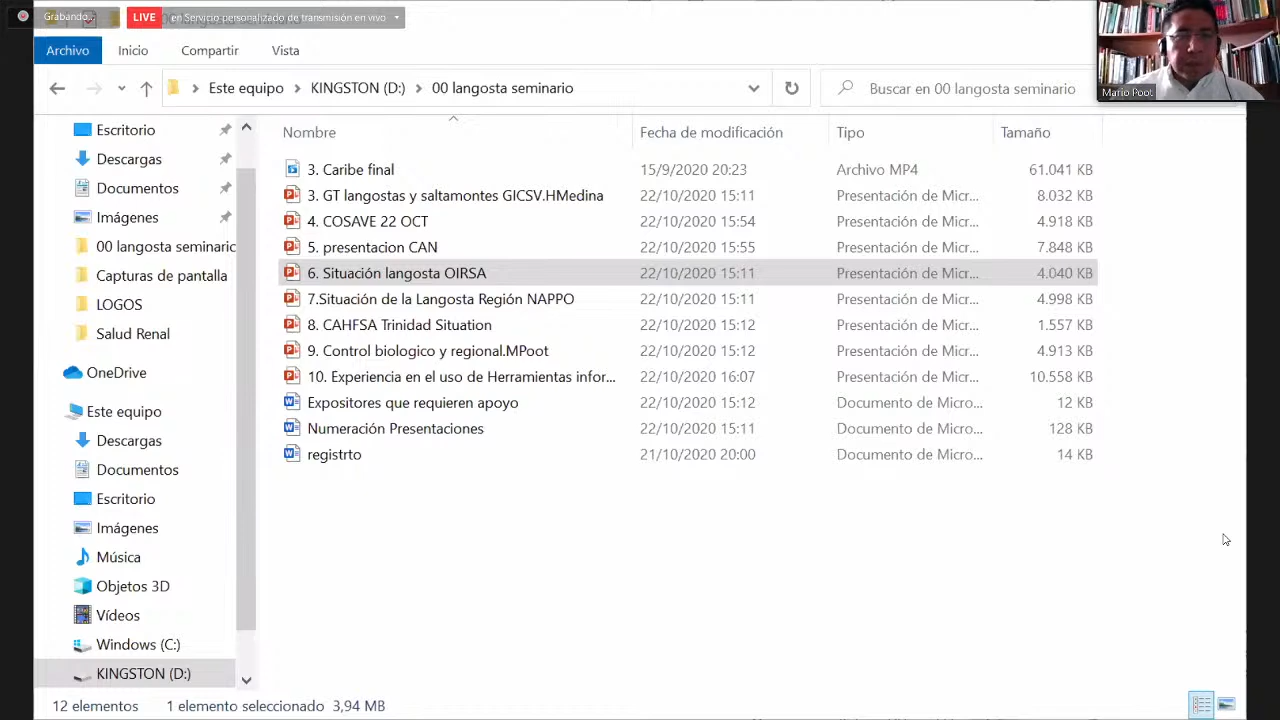 Grabando...
LIVE en Servicio personalizado de transmisión en vivo
Archivo Inicio Compartir Vista
Este equipo KINGSTON (D:) 00 langosta seminario
Buscar en 00 langosta seminario
Mario Poot
Nombre Fecha de modificación Tipo Tamaño
3. Caribe final 15/9/2020 20:23 Archivo MP4 61.041 KB
3. GT langostas y saltamontes GICSV.HMedina 22/10/2020 15:11 Presentación de Micr... 8.032 KB
4. COSAVE 22 OCT 22/10/2020 15:54 Presentación de Micr... 4.918 KB
5. presentacion CAN 22/10/2020 15:55 Presentación de Micr... 7.848 KB
6. Situación langosta OIRSA 22/10/2020 15:11 Presentación de Micr... 4.040 KB
7.Situación de la Langosta Región NAPPO 22/10/2020 15:11 Presentación de Micr... 4.998 KB
8. CAHFSA Trinidad Situation 22/10/2020 15:12 Presentación de Micr... 1.557 KB
9. Control biologico y regional.MPoot 22/10/2020 15:12 Presentación de Micr... 4.913 KB
10. Experiencia en el uso de Herramientas infor... 22/10/2020 16:07 Presentación de Micr... 10.558 KB
Expositores que requieren apoyo 22/10/2020 15:12 Documento de Micro... 12 KB
Numeración Presentaciones 22/10/2020 15:11 Documento de Micro... 128 KB
registrto 21/10/2020 20:00 Documento de Micro... 14 KB
Escritorio
Descargas
Documentos
Imágenes
00 langosta seminario
Capturas de pantalla
LOGOS
Salud Renal
OneDrive
Este equipo
Descargas
Documentos
Escritorio
Imágenes
Música
Objetos 3D
Vídeos
Windows (C:)
KINGSTON (D:)
12 elementos 1 elemento seleccionado 3,94 MB